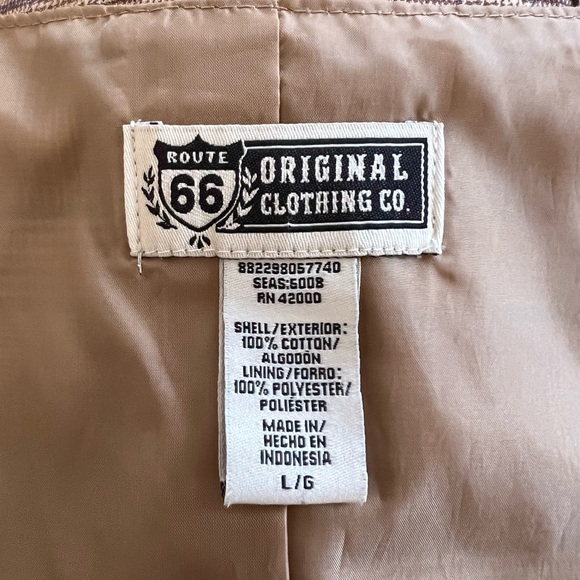 ROUTE
66
ORIGINAL
CLOTHING CO.
882298057740
SEAS:5008
RN 42000
SHELL/EXTERIOR:
100% COTTON/
ALGODÓN
LINING/FORRO:
100% POLYESTER/
POLIÉSTER
MADE IN/
HECHO EN
INDONESIA
L/G